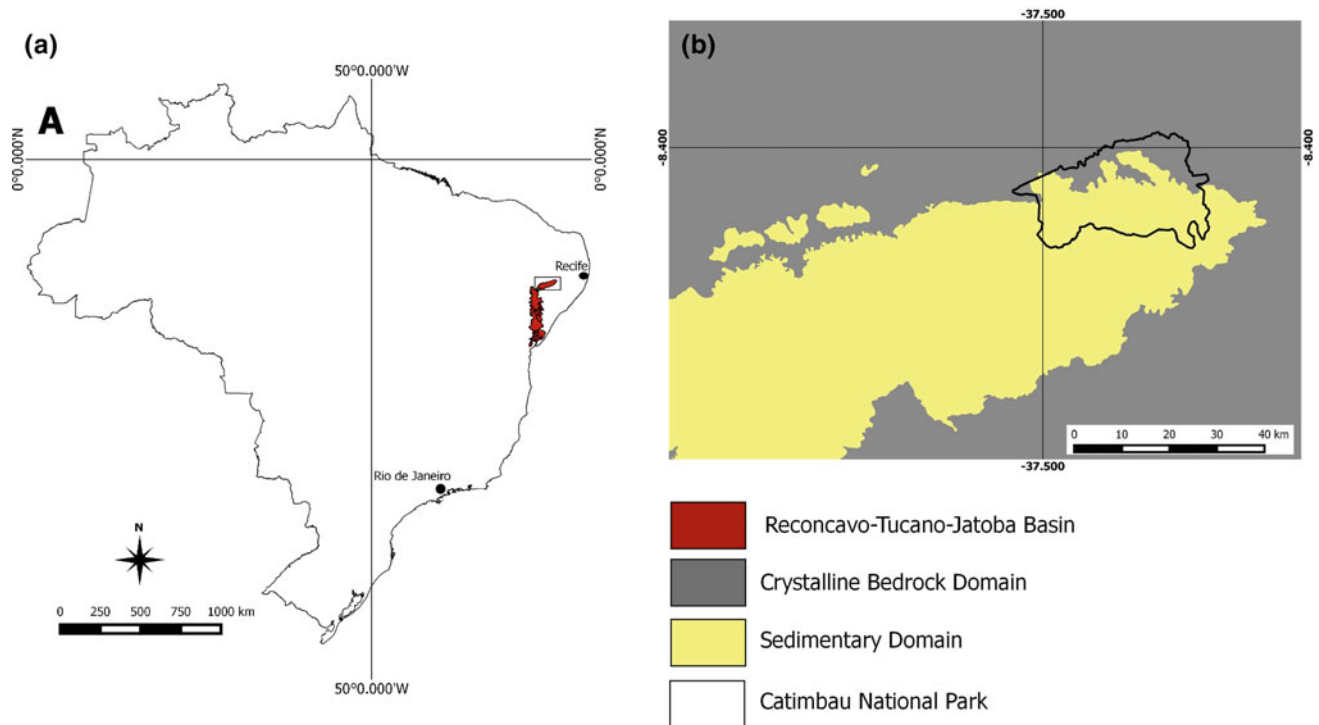 (a)
50°0.000'W
A
0°0.000'N
0°0.000'N
Recife
Rio de Janeiro
N
0 250 500 750 1000 km
50°0.000'W
(b)
-37.500
-8.400
-8.400
0 10 20 30 40 km
-37.500
Reconcavo-Tucano-Jatoba Basin
Crystalline Bedrock Domain
Sedimentary Domain
Catimbau National Park